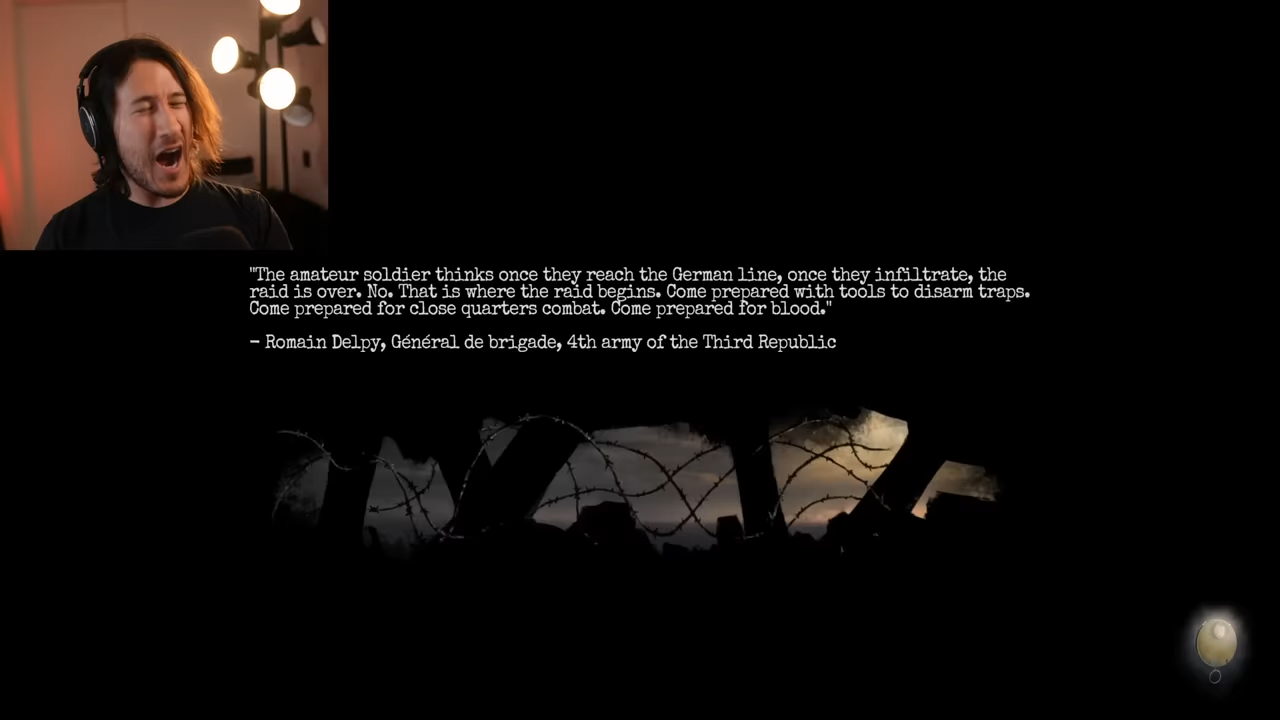 "The amateur soldier thinks once they reach the German line, once they infiltrate, the
raid is over. No. That is where the raid begins. Come prepared with tools to disarm traps.
Come prepared for close quarters combat. Come prepared for blood."
- Romain Delpy, Général de brigade, 4th army of the Third Republic